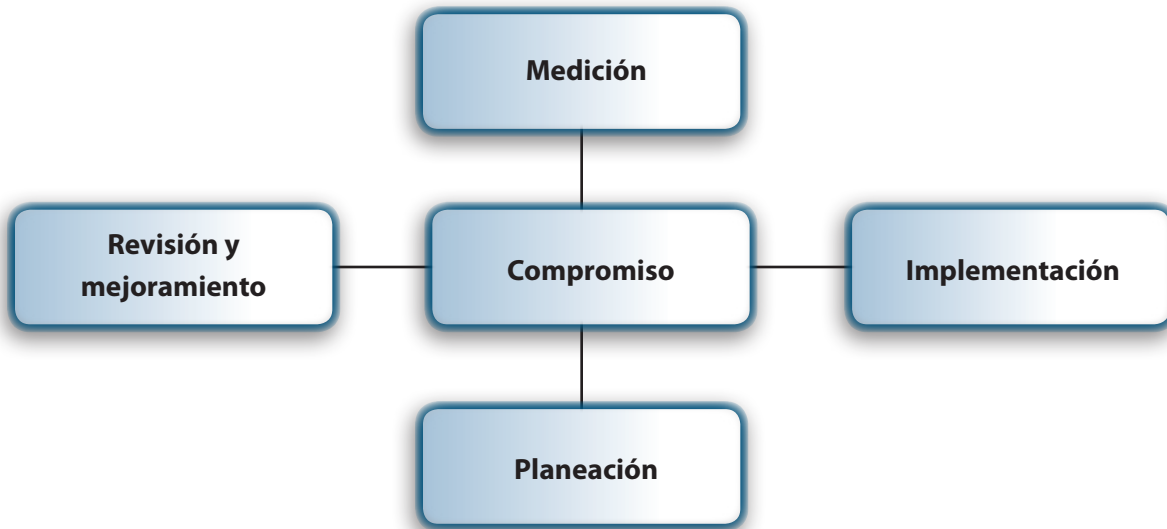 Medición
Revisión y
mejoramiento
Compromiso
Implementación
Planeación